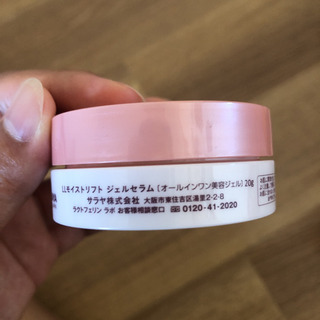 LLモイストリフト ジェルセラム〔オールインワン美容ジェル〕20g
サラヤ株式会社 大阪市東住吉区湯里2-2-8
ラクトフェリン ラボ お客様相談窓口 0120-41-2020